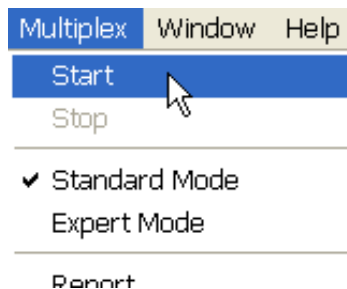 Multiplex Window Help
Start
Stop
Standard Mode
Expert Mode
Report